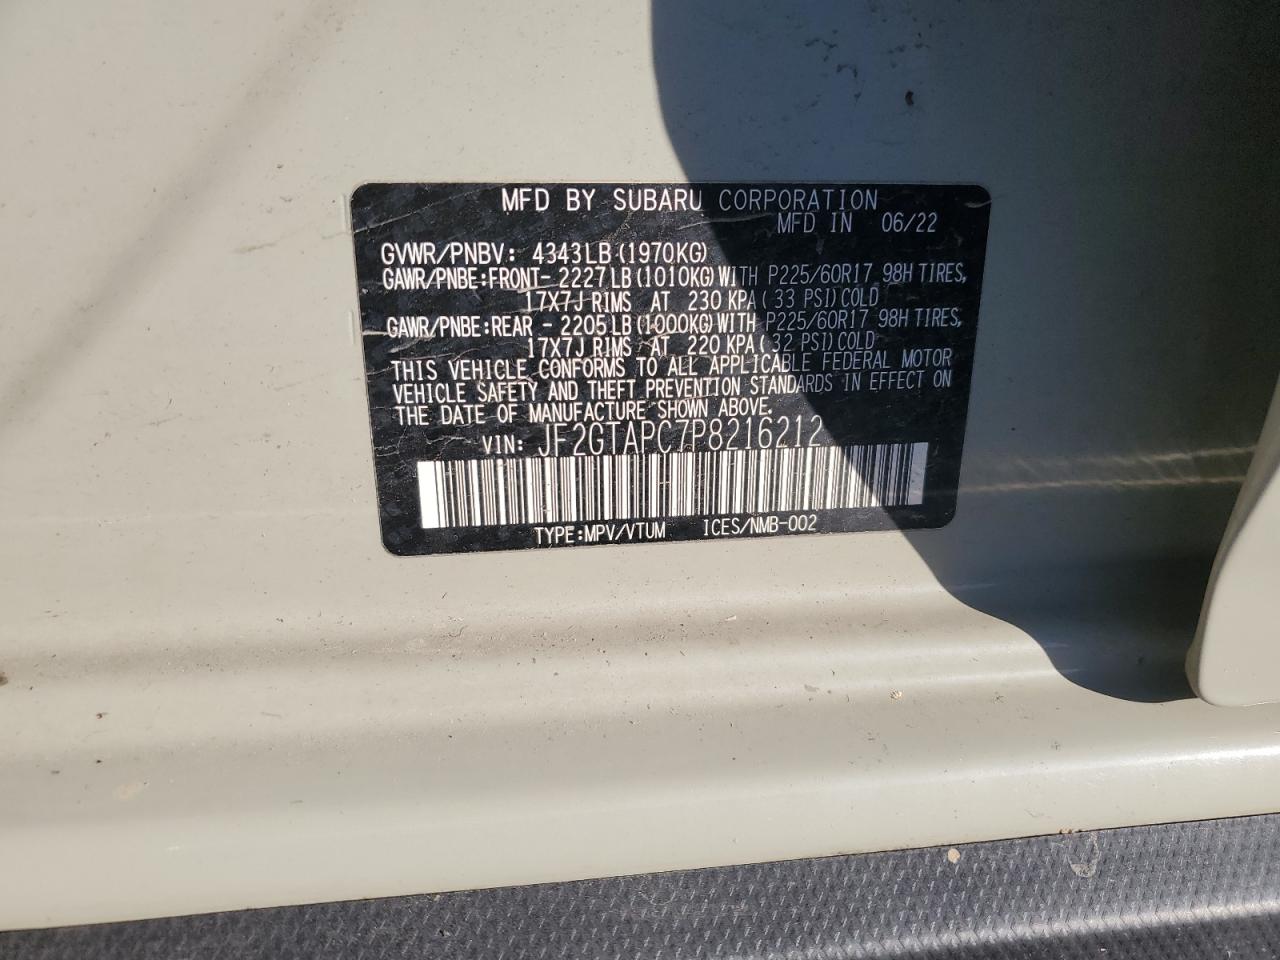 MFD BY SUBARU CORPORATION
MFD IN 06/22
GVWR/PNBV: 4343LB(1970KG)
GAWR/PNBE:FRONT-2227LB(1010KG)WITH P225/60R17 98H TIRES,
17X7J RIMS AT 230 KPA(33 PSI)COLD
GAWR/PNBE:REAR -2205LB(1000KG)WITH P225/60R17 98H TIRES,
17X7J RIMS AT 220 KPA(32 PSI)COLD
THIS VEHICLE CONFORMS TO ALL APPLICABLE FEDERAL MOTOR
VEHICLE SAFETY AND THEFT PREVENTION STANDARDS IN EFFECT ON
THE DATE OF MANUFACTURE SHOWN ABOVE.
VIN: JF2GTAPC7P8216212
TYPE:MPV/VTUM ICES/NMB-002